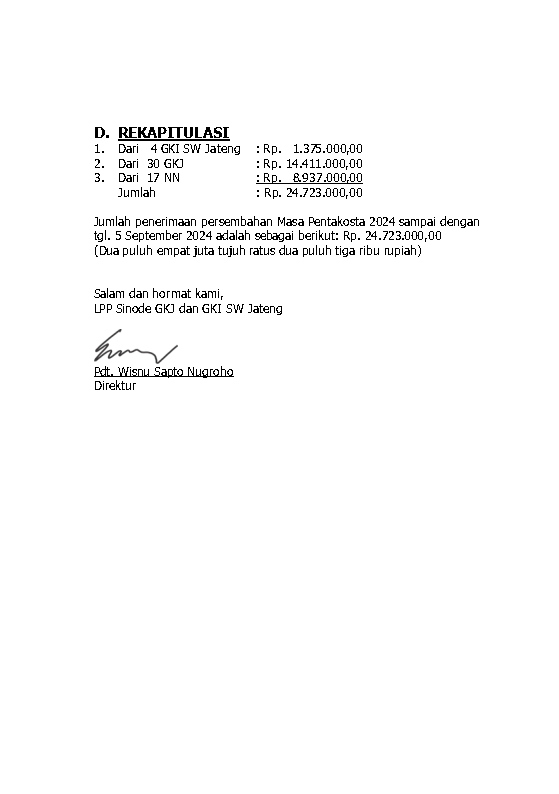 D. REKAPITULASI
1. Dari 4 GKI SW Jateng : Rp. 1.375.000,00
2. Dari 30 GKJ : Rp. 14.411.000,00
3. Dari 17 NN : Rp. 8.937.000,00
Jumlah : Rp. 24.723.000,00
Jumlah penerimaan persembahan Masa Pentakosta 2024 sampai dengan
tgl. 5 September 2024 adalah sebagai berikut: Rp. 24.723.000,00
(Dua puluh empat juta tujuh ratus dua puluh tiga ribu rupiah)
Salam dan hormat kami,
LPP Sinode GKJ dan GKI SW Jateng
Pdt. Wisnu Sapto Nugroho
Direktur